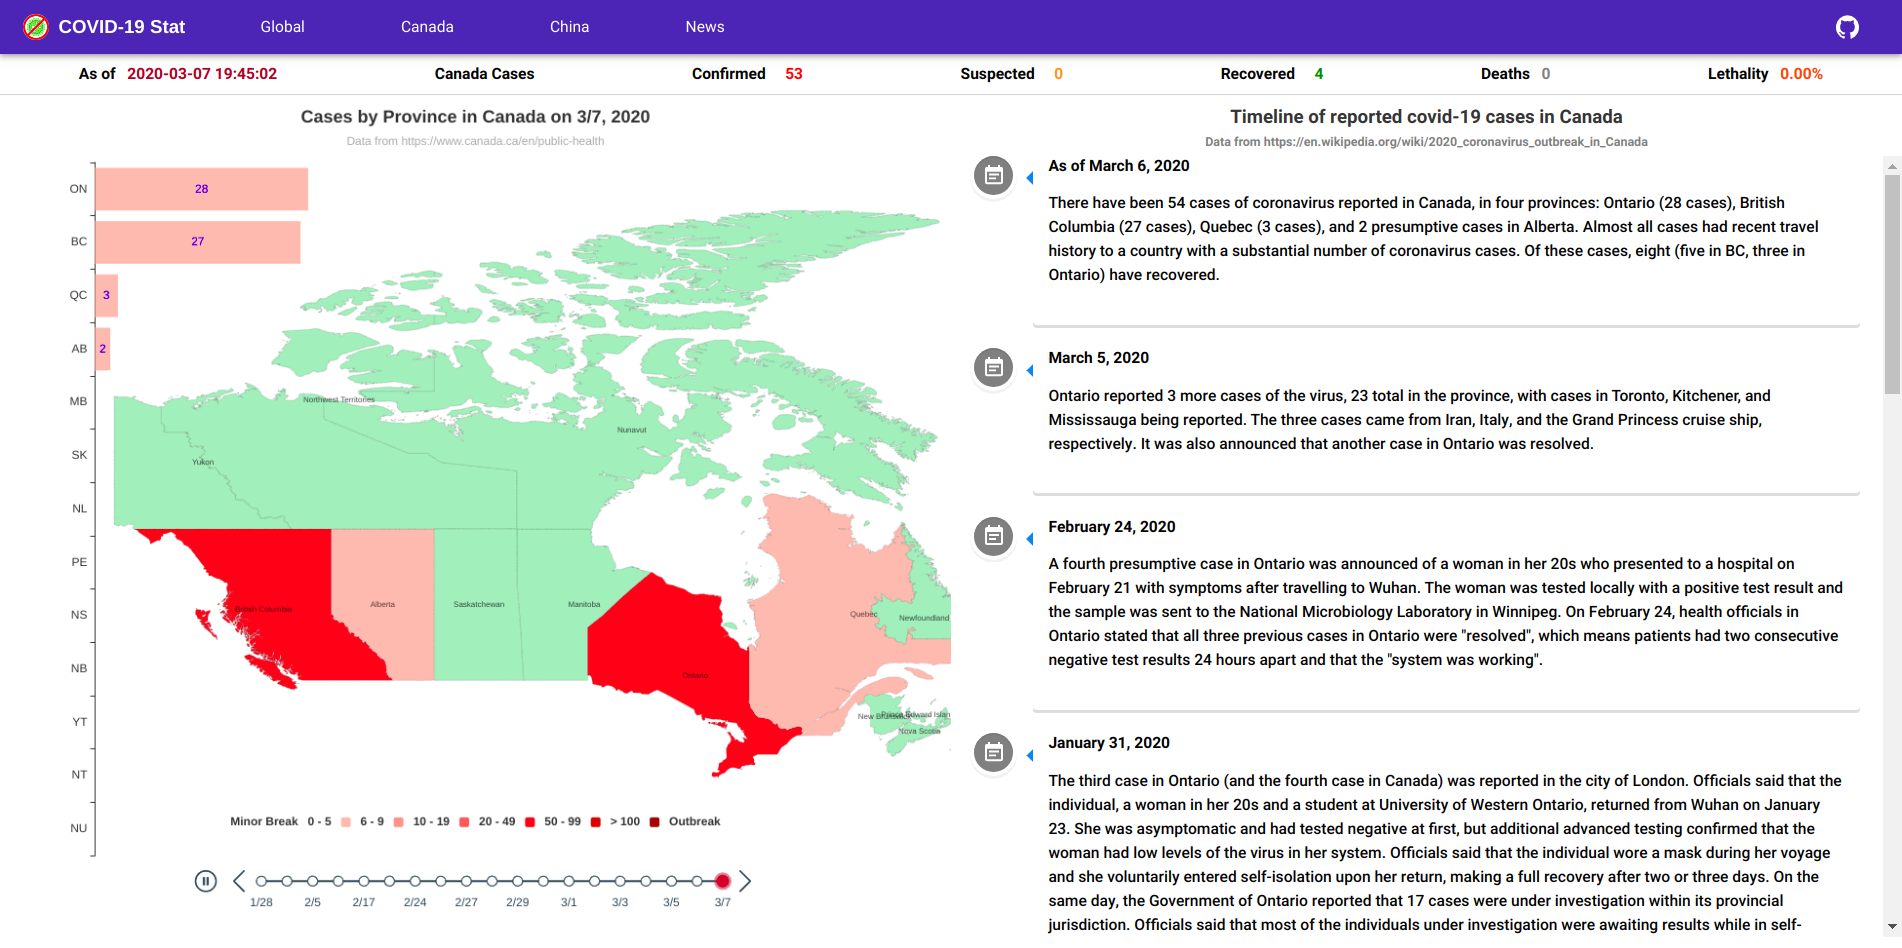 COVID-19 Stat
Global
Canada
China
News
As of 2020-03-07 19:45:02
Canada Cases
Confirmed 53
Suspected 0
Recovered 4
Deaths 0
Lethality 0.00%
Cases by Province in Canada on 3/7, 2020
Data from https://www.canada.ca/en/public-health
ON 28
BC 27
QC 3
AB 2
MB
SK
NL
PE
NS
NB
YT
NT
NU
Northwest Territories
Nunavut
Yukon
British Columbia
Alberta
Saskatchewan
Manitoba
Ontario
Quebec
Newfoundland
New Brunswick
Prince Edward Islan
Nova Scotia
Minor Break 0 - 5 6 - 9 10 - 19 20 - 49 50 - 99 > 100 Outbreak
1/28 2/5 2/17 2/24 2/27 2/29 3/1 3/3 3/5 3/7
Timeline of reported covid-19 cases in Canada
Data from https://en.wikipedia.org/wiki/2020_coronavirus_outbreak_in_Canada
As of March 6, 2020
There have been 54 cases of coronavirus reported in Canada, in four provinces: Ontario (28 cases), British
Columbia (27 cases), Quebec (3 cases), and 2 presumptive cases in Alberta. Almost all cases had recent travel
history to a country with a substantial number of coronavirus cases. Of these cases, eight (five in BC, three in
Ontario) have recovered.
March 5, 2020
Ontario reported 3 more cases of the virus, 23 total in the province, with cases in Toronto, Kitchener, and
Mississauga being reported. The three cases came from Iran, Italy, and the Grand Princess cruise ship,
respectively. It was also announced that another case in Ontario was resolved.
February 24, 2020
A fourth presumptive case in Ontario was announced of a woman in her 20s who presented to a hospital on
February 21 with symptoms after travelling to Wuhan. The woman was tested locally with a positive test result and
the sample was sent to the National Microbiology Laboratory in Winnipeg. On February 24, health officials in
Ontario stated that all three previous cases in Ontario were "resolved", which means patients had two consecutive
negative test results 24 hours apart and that the "system was working".
January 31, 2020
The third case in Ontario (and the fourth case in Canada) was reported in the city of London. Officials said that the
individual, a woman in her 20s and a student at University of Western Ontario, returned from Wuhan on January
23. She was asymptomatic and had tested negative at first, but additional advanced testing confirmed that the
woman had low levels of the virus in her system. Officials said that the individual wore a mask during her voyage
and she voluntarily entered self-isolation upon her return, making a full recovery after two or three days. On the
same day, the Government of Ontario reported that 17 cases were under investigation within its provincial
jurisdiction. Officials said that most of the individuals under investigation were awaiting results while in self-